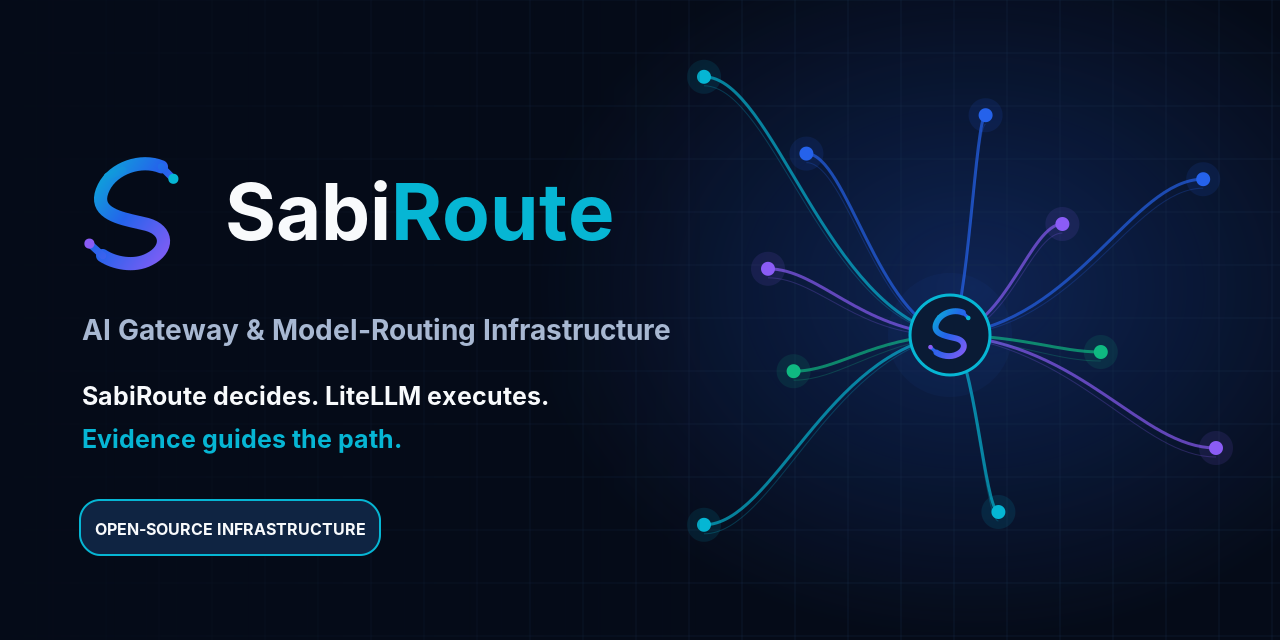 SabiRoute
AI Gateway & Model-Routing Infrastructure
SabiRoute decides. LiteLLM executes.
Evidence guides the path.
OPEN-SOURCE INFRASTRUCTURE